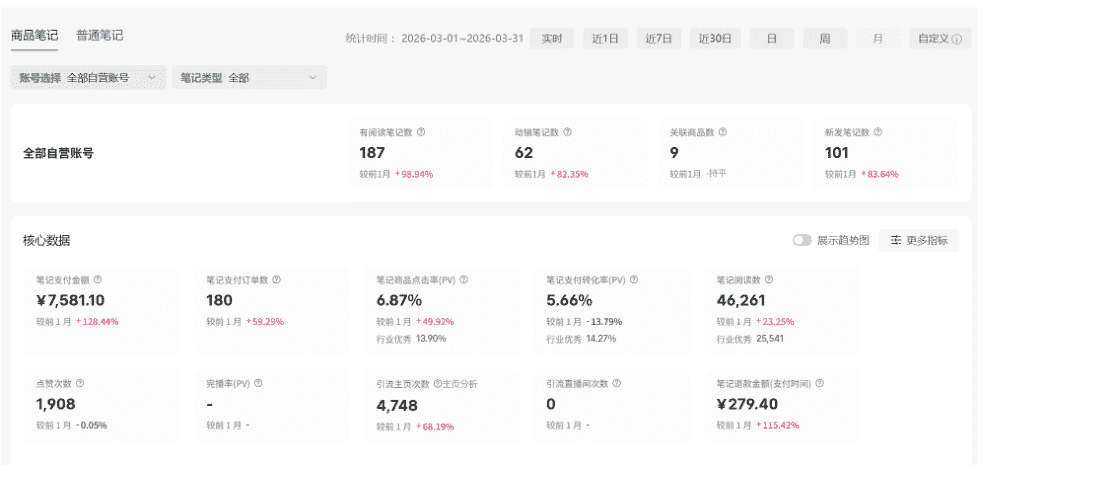 商品笔记 普通笔记
统计时间： 2026-03-01~2026-03-31 实时 近1日 近7日 近30日 日 周 月 自定义
账号选择 全部自营账号 笔记类型 全部
全部自营账号
有阅读笔记数 动销笔记数 关联商品数 新发笔记数
187 62 9 101
较前1月 +98.94% 较前1月 +82.35% 较前1月 -持平 较前1月 +83.64%
核心数据 展示趋势图 更多指标
笔记支付金额 笔记支付订单数 笔记商品点击率(PV) 笔记支付转化率(PV) 笔记阅读数
¥7,581.10 180 6.87% 5.66% 46,261
较前1月 +128.44% 较前1月 +59.29% 较前1月 +49.92% 较前1月 -13.79% 较前1月 +23.25%
行业优秀 13.90% 行业优秀 14.27% 行业优秀 25,541
点赞次数 完播率(PV) 引流主页次数 主页分析 引流直播间次数 笔记退款金额(支付时间)
1,908 - 4,748 0 ¥279.40
较前1月 -0.05% 较前1月 - 较前1月 +68.19% 较前1月 - 较前1月 +115.42%